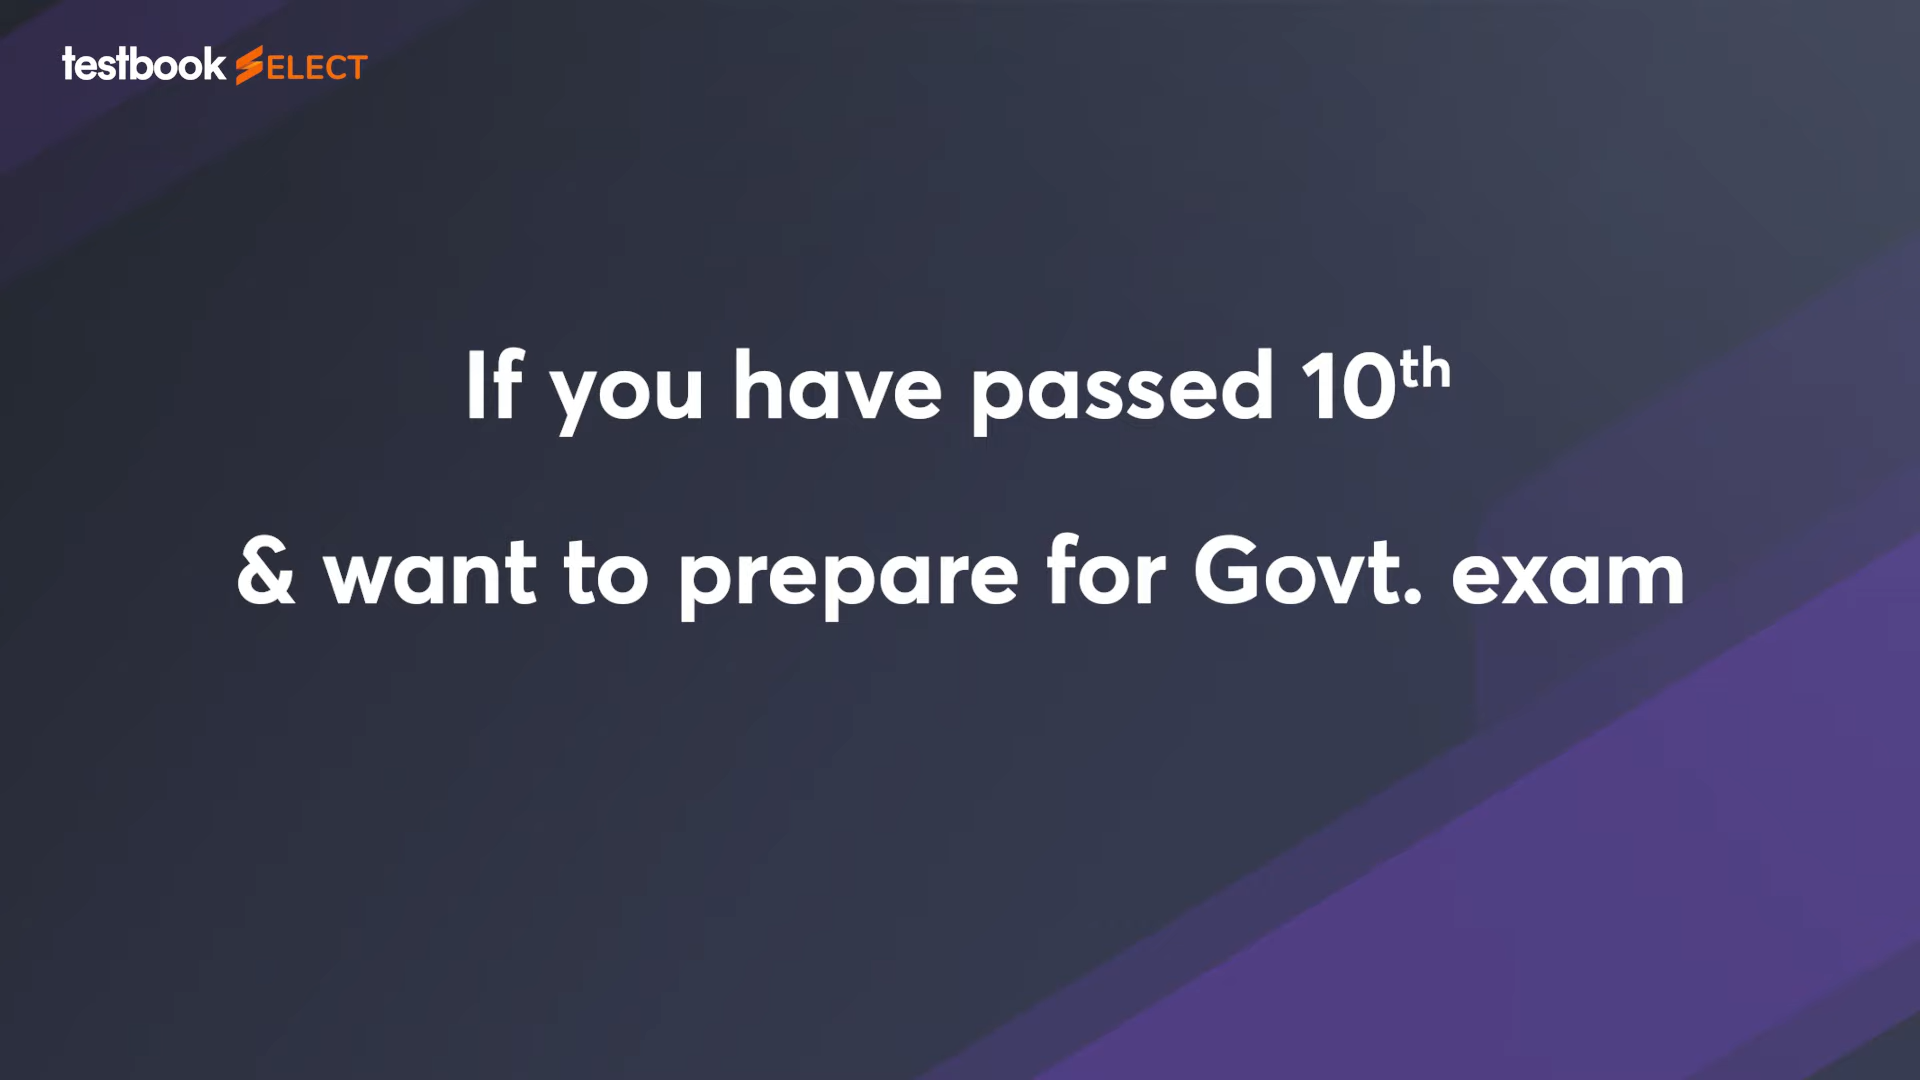 testbook SELECT
If you have passed 10th
& want to prepare for Govt. exam